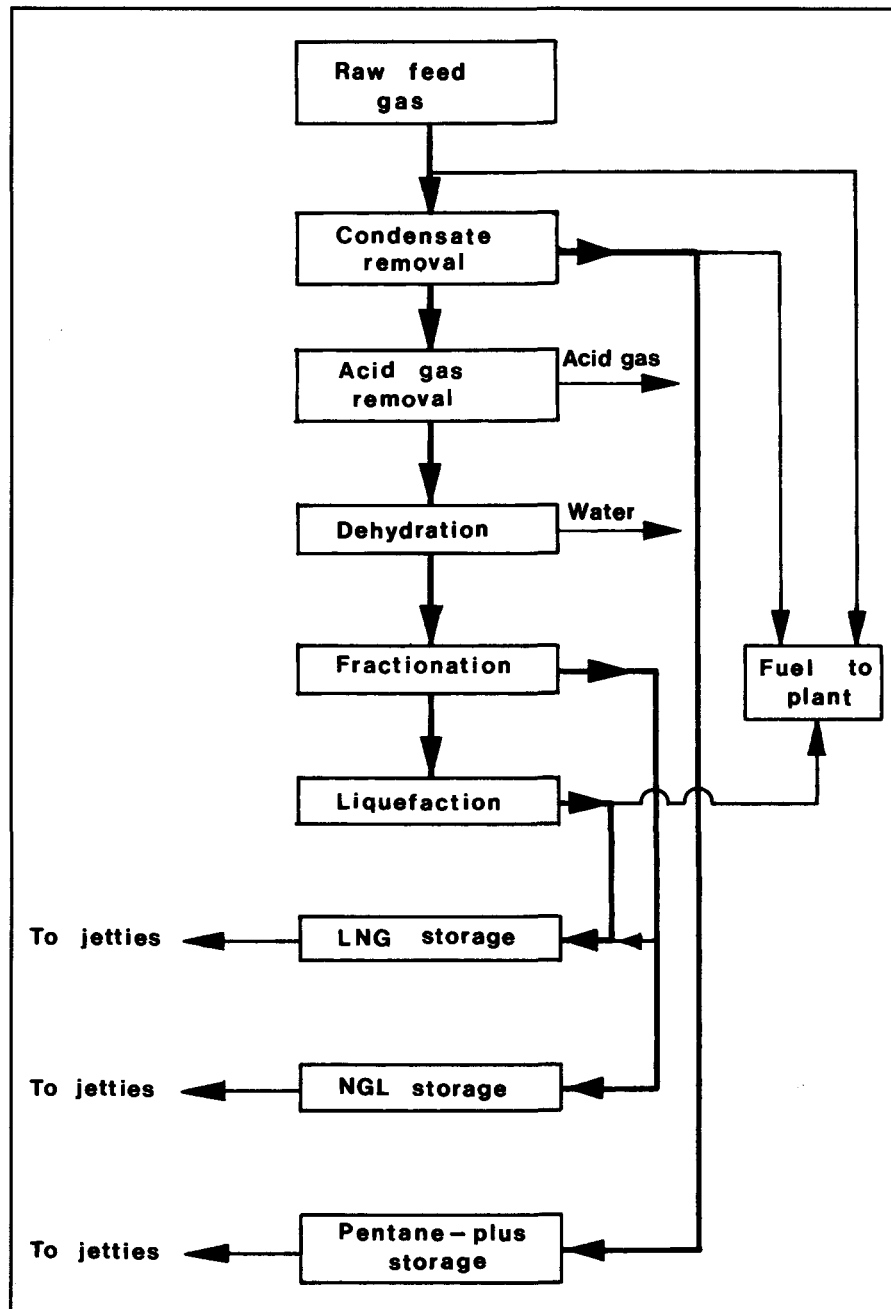 Raw feed
gas
Condensate
removal
Acid gas
removal
Acid gas
Dehydration
Water
Fractionation
Fuel to
plant
Liquefaction
To jetties
LNG storage
To jetties
NGL storage
To jetties
Pentane-plus
storage